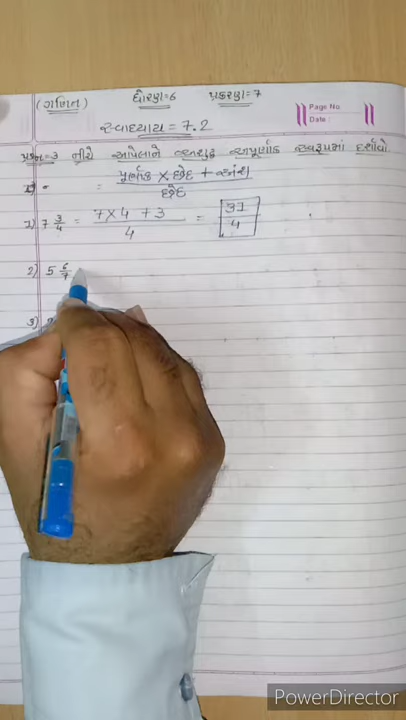 (ગણિત) ધોરણ=6 પ્રકરણ=7
Page No
Date :
સ્વાધ્યાય = 7.2
પ્રશ્ન=3 નીચે આપેલાને અશુદ્ધ અપૂર્ણાંક સ્વરૂપમાં દર્શાવો
= પૂર્ણાંક × છેદ + અંશ / છેદ
1) 7 3/4 = 7×4 +3 / 4 = 31/4
2) 5 6/7
3)
PowerDirector